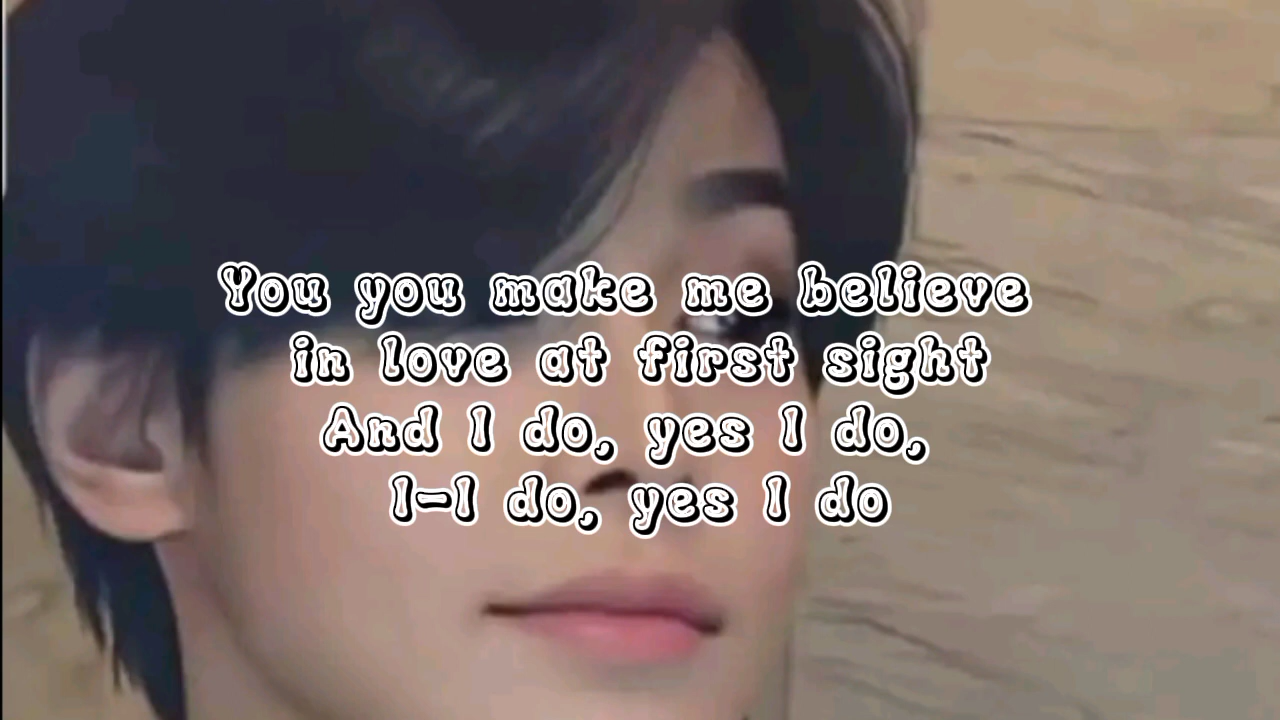 You you make me believe
in love at first sight
And I do, yes I do,
I-I do, yes I do